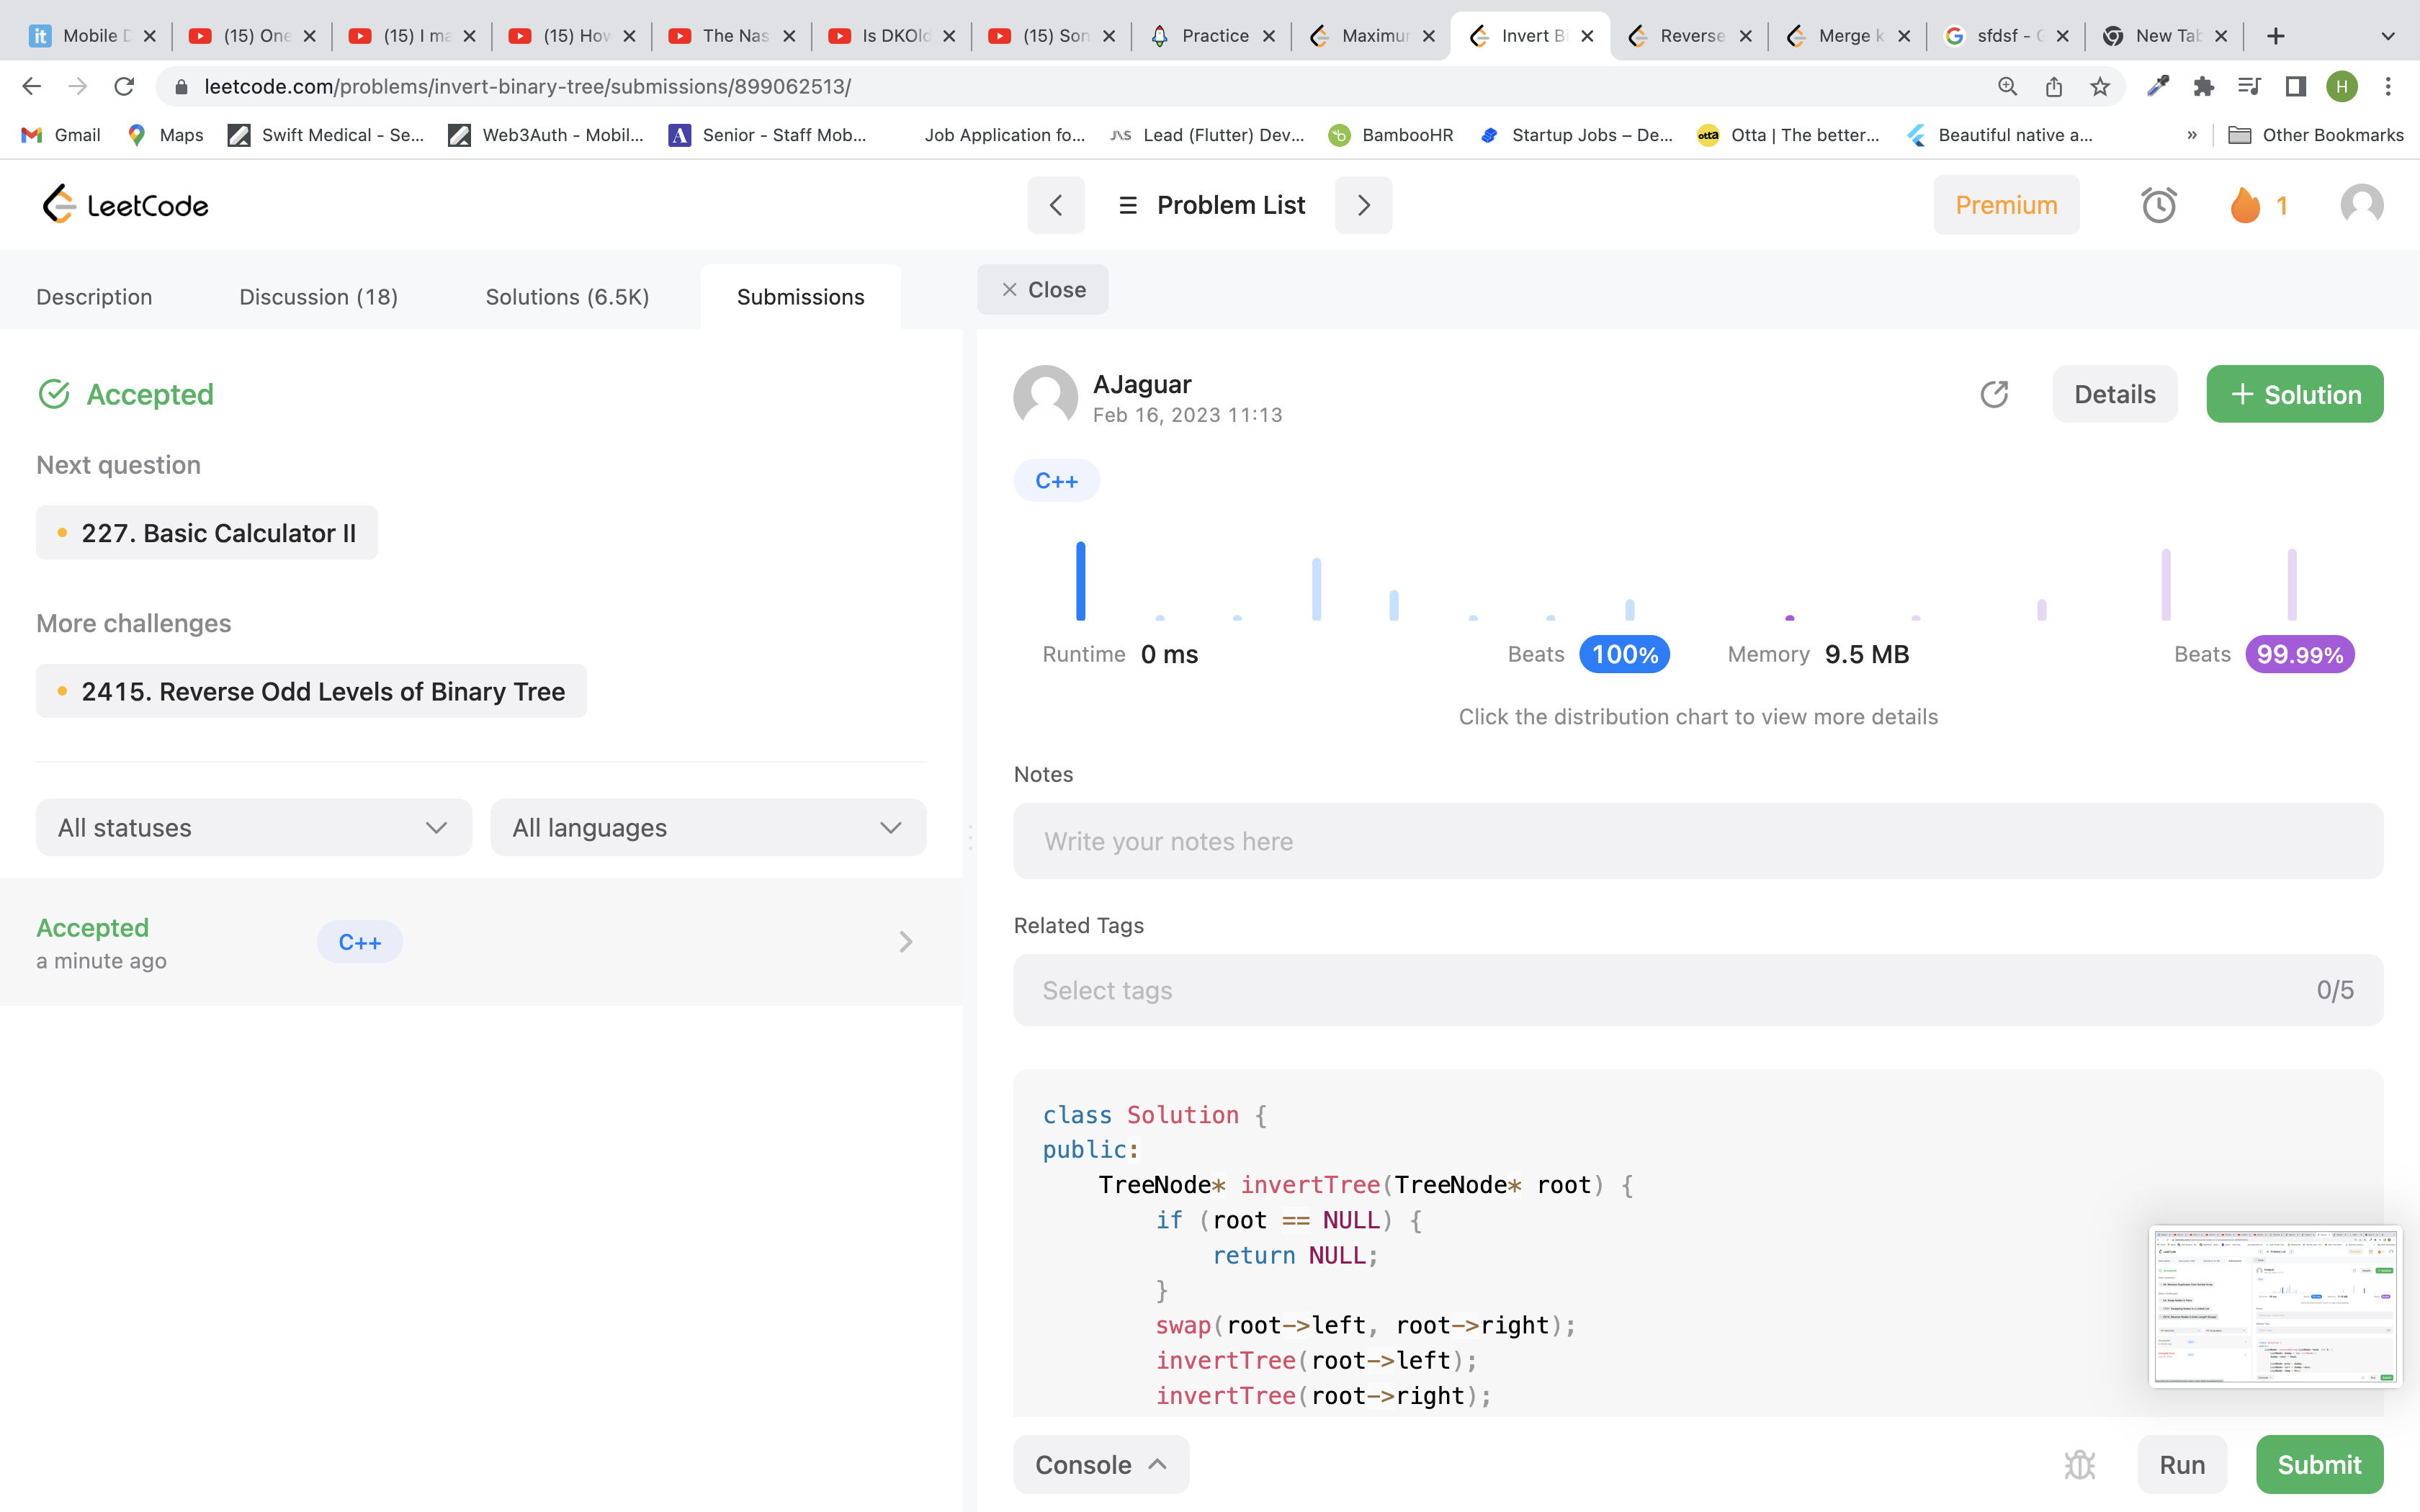 Mobile D
(15) One
(15) I ma
(15) How
The Nas
Is DKOld
(15) Son
Practice
Maximur
Invert Bi
Reverse
Merge k
sfdsf - G
New Tab
leetcode.com/problems/invert-binary-tree/submissions/899062513/
H
Gmail
Maps
Swift Medical - Se...
Web3Auth - Mobil...
Senior - Staff Mob...
Job Application fo...
Lead (Flutter) Dev...
BambooHR
Startup Jobs – De...
Otta | The better...
Beautiful native a...
»
Other Bookmarks
LeetCode
Problem List
Premium
1
Description
Discussion (18)
Solutions (6.5K)
Submissions
Close
Accepted
Next question
227. Basic Calculator II
More challenges
2415. Reverse Odd Levels of Binary Tree
All statuses
All languages
Accepted
a minute ago
C++
AJaguar
Feb 16, 2023 11:13
Details
+ Solution
C++
Runtime 0 ms
Beats 100%
Memory 9.5 MB
Beats 99.99%
Click the distribution chart to view more details
Notes
Write your notes here
Related Tags
Select tags
0/5
class Solution {
public:
TreeNode* invertTree(TreeNode* root) {
if (root == NULL) {
return NULL;
}
swap(root->left, root->right);
invertTree(root->left);
invertTree(root->right);
Console
Run
Submit